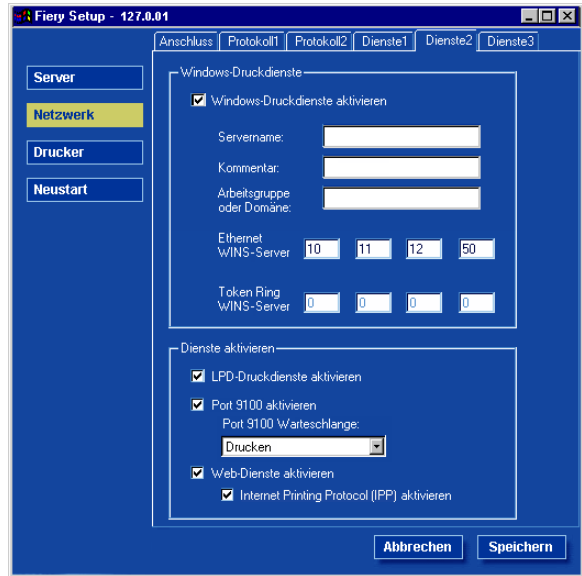 Fiery Setup - 127.0.01
Anschluss Protokoll1 Protokoll2 Dienste1 Dienste2 Dienste3
Server
Netzwerk
Drucker
Neustart
Windows-Druckdienste
Windows-Druckdienste aktivieren
Servername:
Kommentar:
Arbeitsgruppe
oder Domäne:
Ethernet
WINS-Server 10 11 12 50
Token Ring
WINS-Server 0 0 0 0
Dienste aktivieren
LPD-Druckdienste aktivieren
Port 9100 aktivieren
Port 9100 Warteschlange:
Drucken
Web-Dienste aktivieren
Internet Printing Protocol (IPP) aktivieren
Abbrechen Speichern